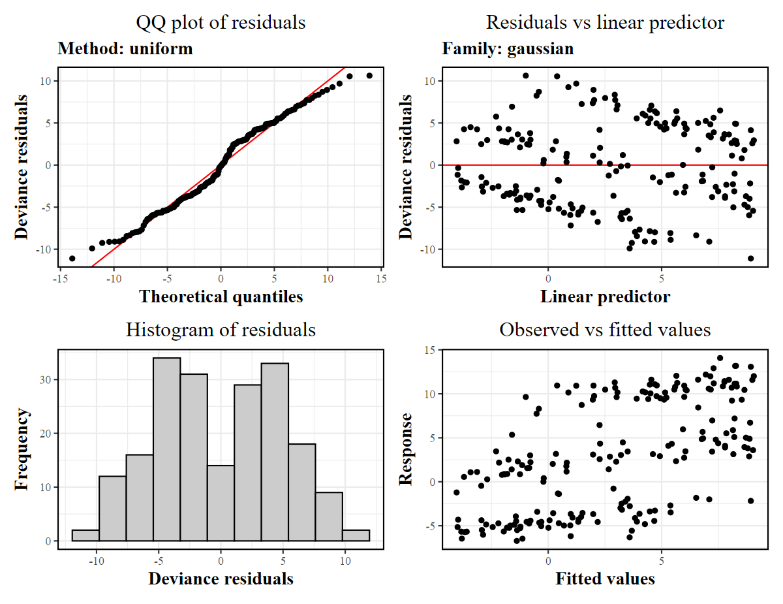 QQ plot of residuals
Method: uniform
Deviance residuals
10
5
0
-5
-10
-15
-10
-5
0
5
10
15
Theoretical quantiles
Residuals vs linear predictor
Family: gaussian
Deviance residuals
10
5
0
-5
-10
0
5
Linear predictor
Histogram of residuals
Frequency
30
20
10
0
-10
-5
0
5
10
Deviance residuals
Observed vs fitted values
Response
15
10
5
0
-5
0
5
Fitted values